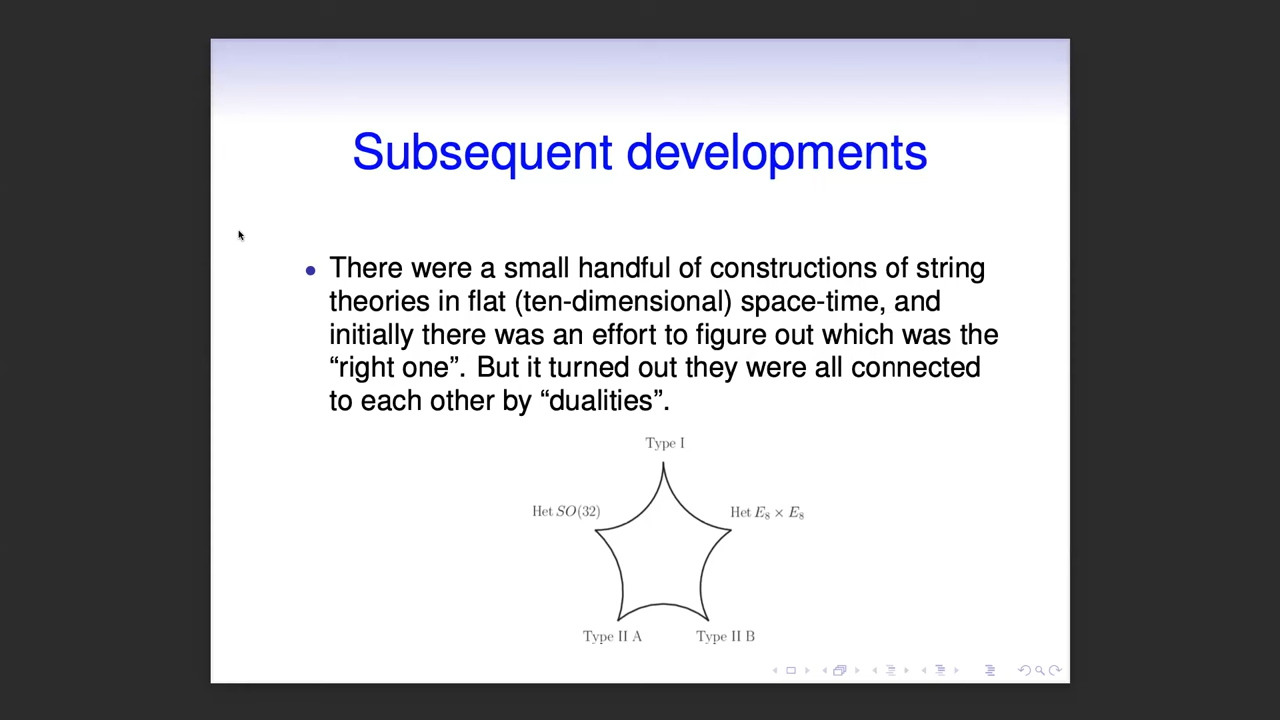 Subsequent developments
• There were a small handful of constructions of string
theories in flat (ten-dimensional) space-time, and
initially there was an effort to figure out which was the
“right one”. But it turned out they were all connected
to each other by “dualities”.
Type I
Het SO(32)
Het E₈ × E₈
Type II A
Type II B